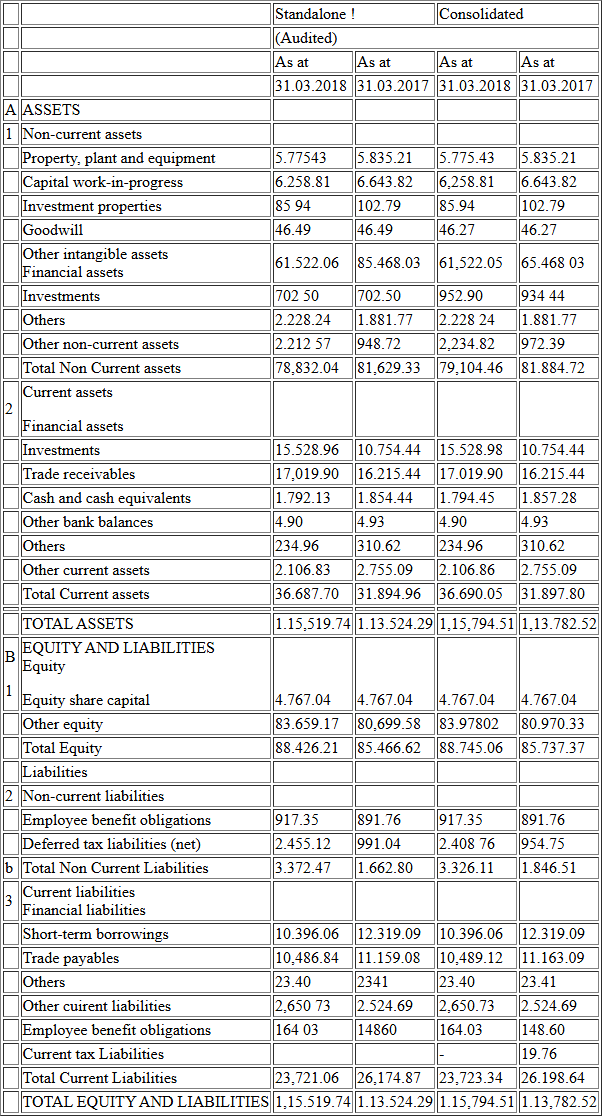 Standalone ! Consolidated
(Audited)
As at As at As at As at
31.03.2018 31.03.2017 31.03.2018 31.03.2017
A ASSETS
1 Non-current assets
Property, plant and equipment 5.77543 5.835.21 5,775.43 5.835.21
Capital work-in-progress 6.258.81 6.643.82 6,258.81 6.643.82
Investment properties 85 94 102.79 85.94 102.79
Goodwill 46.49 46.49 46.27 46.27
Other intangible assets
Financial assets 61.522.06 85.468.03 61,522.05 65.468 03
Investments 702 50 702.50 952.90 934 44
Others 2.228.24 1.881.77 2.228 24 1.881.77
Other non-current assets 2.212 57 948.72 2,234.82 972.39
Total Non Current assets 78,832.04 81,629.33 79,104.46 81.884.72
2 Current assets
Financial assets
Investments 15.528.96 10.754.44 15.528.98 10.754.44
Trade receivables 17,019.90 16.215.44 17.019.90 16.215.44
Cash and cash equivalents 1.792.13 1.854.44 1.794.45 1.857.28
Other bank balances 4.90 4.93 4.90 4.93
Others 234.96 310.62 234.96 310.62
Other current assets 2.106.83 2.755.09 2.106.86 2.755.09
Total Current assets 36.687.70 31.894.96 36.690.05 31.897.80
TOTAL ASSETS 1.15,519.74 1.13.524.29 1,15,794.51 1,13.782.52
B EQUITY AND LIABILITIES
Equity
1 Equity share capital 4.767.04 4.767.04 4.767.04 4.767.04
Other equity 83.659.17 80,699.58 83.97802 80.970.33
Total Equity 88.426.21 85.466.62 88.745.06 85.737.37
Liabilities
2 Non-current liabilities
Employee benefit obligations 917.35 891.76 917.35 891.76
Deferred tax liabilities (net) 2.455.12 991.04 2.408 76 954.75
b Total Non Current Liabilities 3.372.47 1.662.80 3.326.11 1.846.51
3 Current liabilities
Financial liabilities
Short-term borrowings 10.396.06 12.319.09 10.396.06 12.319.09
Trade payables 10,486.84 11.159.08 10,489.12 11.163.09
Others 23.40 2341 23.40 23.41
Other cuirent liabilities 2,650 73 2.524.69 2,650.73 2.524.69
Employee benefit obligations 164 03 14860 164.03 148.60
Current tax Liabilities - 19.76
Total Current Liabilities 23,721.06 26,174.87 23,723.34 26.198.64
TOTAL EQUITY AND LIABILITIES 1,15.519.74 1.13.524.29 1.15,794.51 1.13,782.52